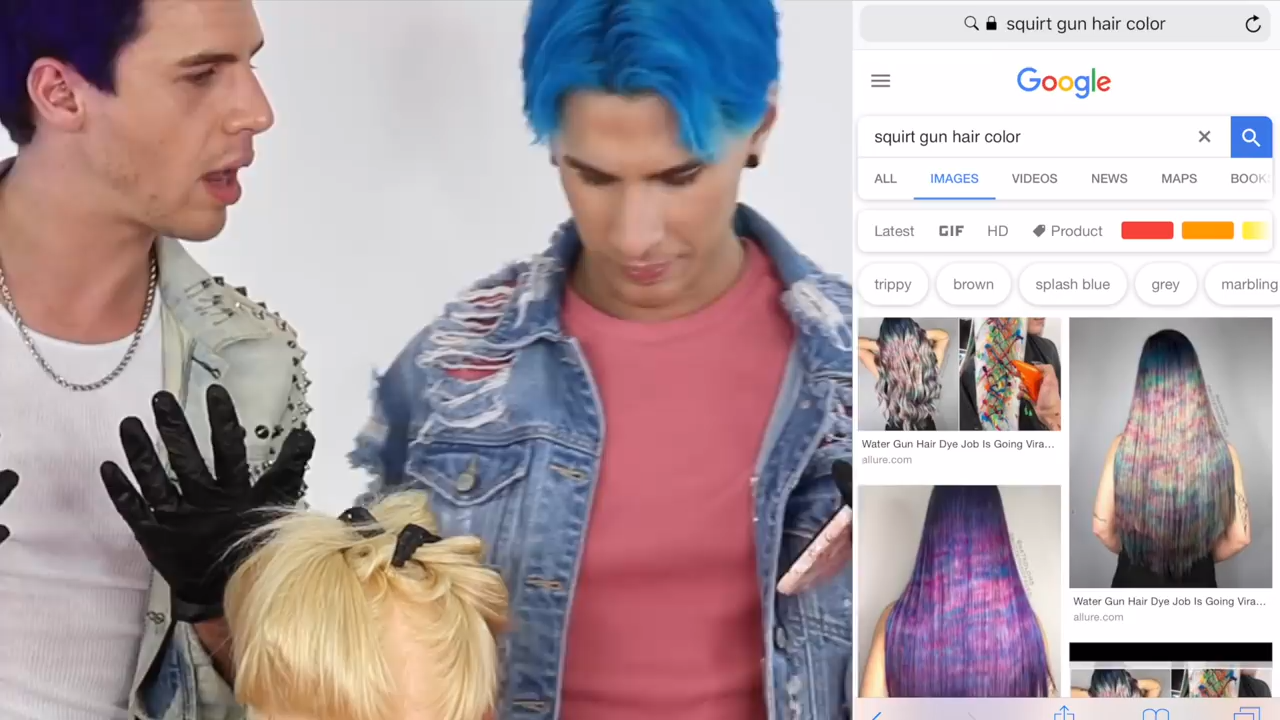 squirt gun hair color
Google
squirt gun hair color
ALL IMAGES VIDEOS NEWS MAPS BOOK
Latest GIF HD Product
trippy brown splash blue grey marbling
Water Gun Hair Dye Job Is Going Vira...
allure.com
Water Gun Hair Dye Job Is Going Vira...
allure.com